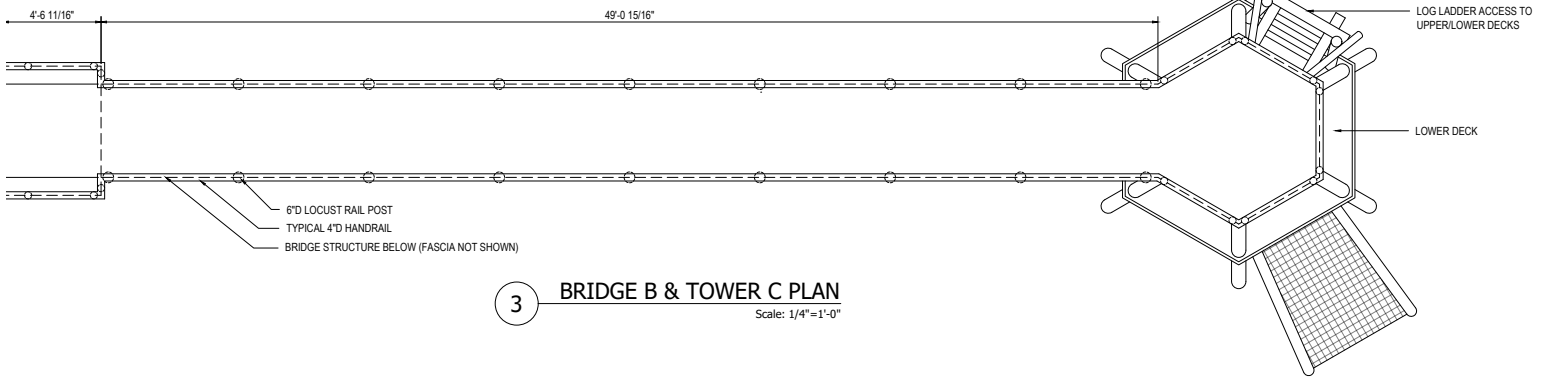 4'-6 11/16"
49'-0 15/16"
LOG LADDER ACCESS TO
UPPER/LOWER DECKS
LOWER DECK
6"D LOCUST RAIL POST
TYPICAL 4"D HANDRAIL
BRIDGE STRUCTURE BELOW (FASCIA NOT SHOWN)
3
BRIDGE B & TOWER C PLAN
Scale: 1/4"=1'-0"